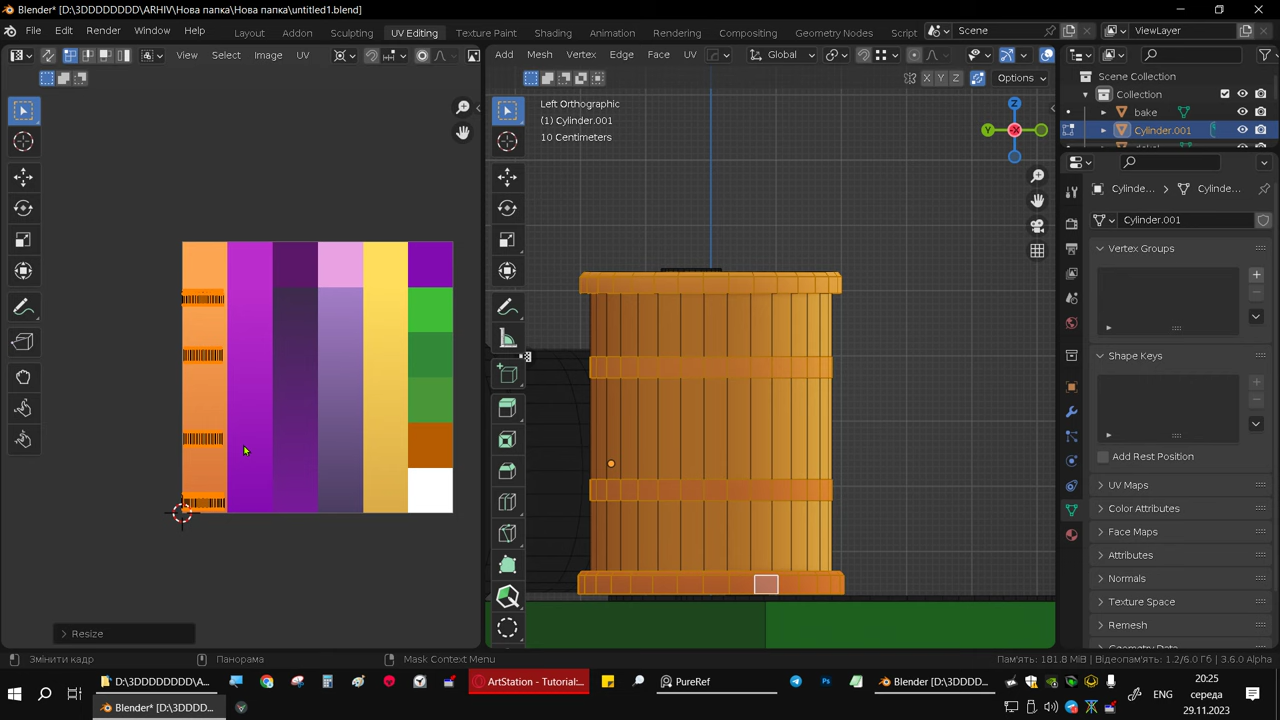 Blender* [D:\3DDDDDDDD\ARHIV\Нова папка\Нова папка\untitled1.blend]
File Edit Render Window Help Layout Addon Sculpting UV Editing Texture Paint Shading Animation Rendering Compositing Geometry Node Scene ViewLayer
View Select Image UV Add Mesh Vertex Edge Face UV Global
X Y Z Options Scene Collection
Collection
Left Orthographic
(1) Cylinder.001
10 Centimeters
bake
Cylinder.001
Z
Y
X
Cylinde... Cylinde...
Cylinder.001
Vertex Groups
Shape Keys
Add Rest Position
UV Maps
Color Attributes
Face Maps
Attributes
Normals
Texture Space
Remesh
Resize
Змінити кадр Панорама Mask Context Menu Пам'ять: 181.8 МіВ | Відеопам'ять: 1.2/6.0 Гб | 3.6.0 Alpha
D:\3DDDDDDDD\A... ArtStation - Tutorial:... PureRef Blender [D:\3DDDD...
20:25
ENG середа
Blender* [D:\3DDDD... 29.11.2023